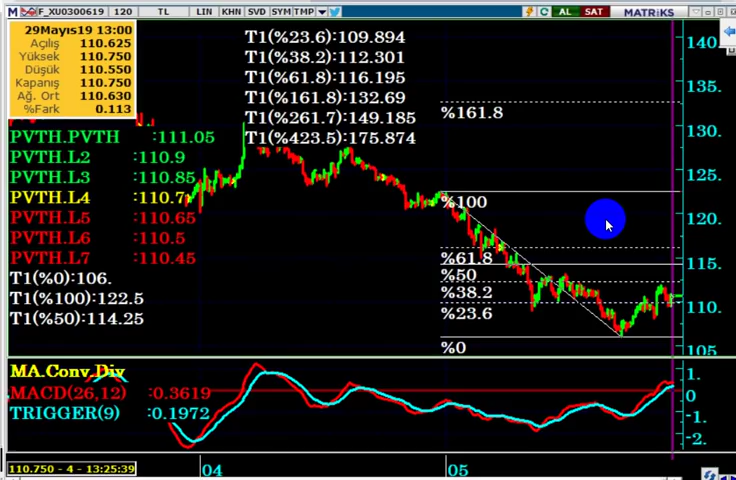 M F_XU0300619 120 TL LIN KHN SVD SYM TMP AL SAT MATRİKS
29Mayıs19 13:00
Açılış 110.625
Yüksek 110.750
Düşük 110.550
Kapanış 110.750
Ağ. Ort 110.630
%Fark 0.113
T1(%23.6):109.894
T1(%38.2):112.301
T1(%61.8):116.195
T1(%161.8):132.69
T1(%261.7):149.185
T1(%423.5):175.874
PVTH.PVTH :111.05
PVTH.L2 :110.9
PVTH.L3 :110.85
PVTH.L4 :110.7
PVTH.L5 :110.65
PVTH.L6 :110.5
PVTH.L7 :110.45
T1(%0):106.
T1(%100):122.5
T1(%50):114.25
%161.8
%100
%61.8
%50
%38.2
%23.6
%0
140.
135.
130.
125.
120.
115.
110.
105
MA.Conv.Div
MACD(26,12) :0.3619
TRIGGER(9) :0.1972
1.
0.
-1.
-2.
110.750 - 4 - 13:25:39
04
05